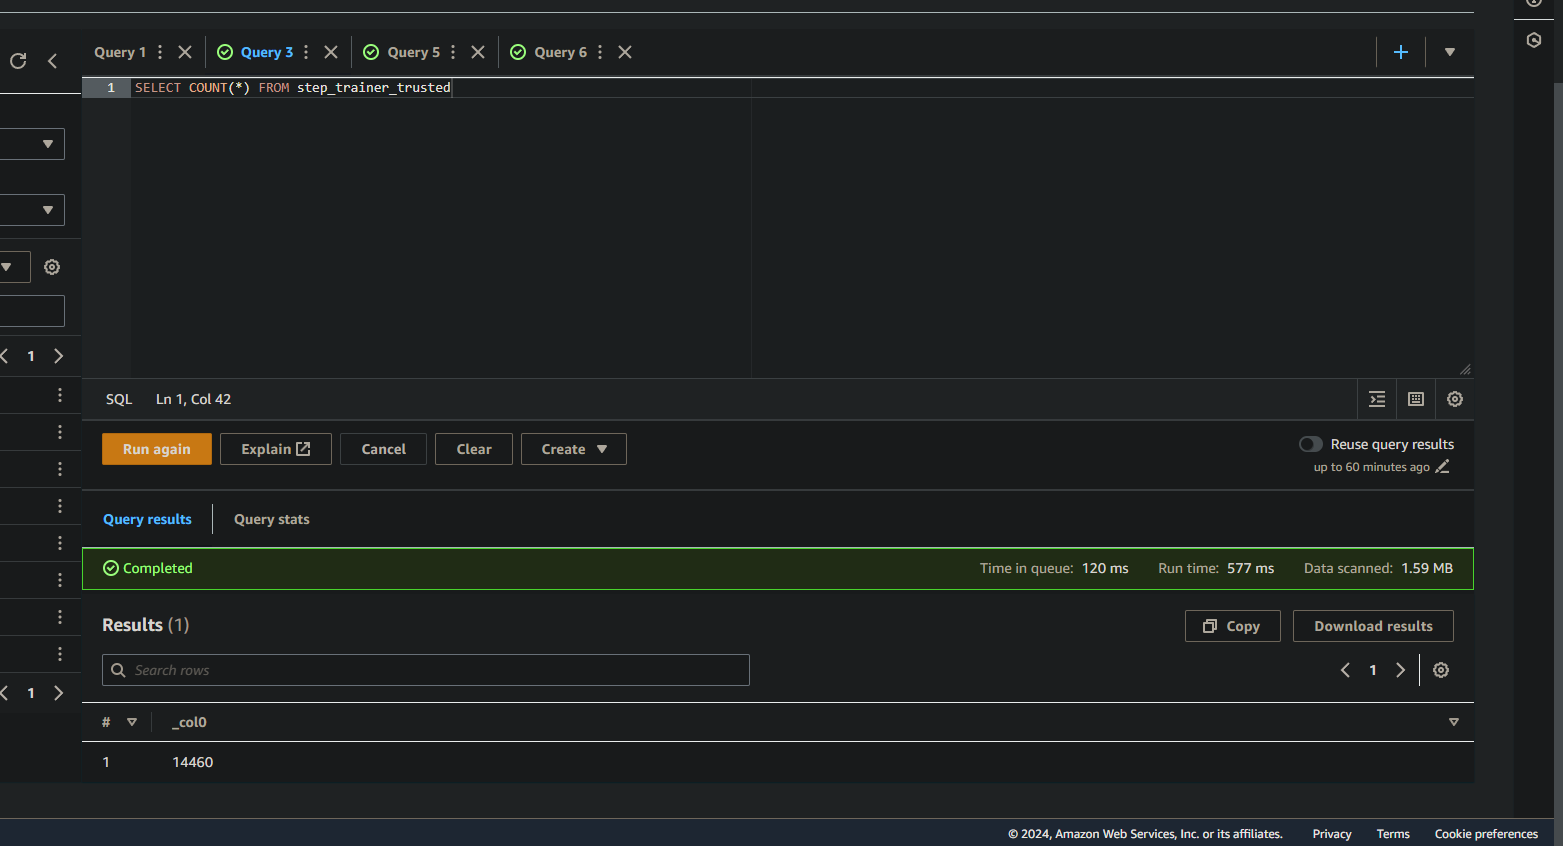 Query 1
Query 3
Query 5
Query 6
1 SELECT COUNT(*) FROM step_trainer_trusted
1
1
SQL Ln 1, Col 42
Run again
Explain
Cancel
Clear
Create
Reuse query results
up to 60 minutes ago
Query results
Query stats
Completed
Time in queue: 120 ms
Run time: 577 ms
Data scanned: 1.59 MB
Results (1)
Copy
Download results
Search rows
1
# _col0
1 14460
© 2024, Amazon Web Services, Inc. or its affiliates.
Privacy
Terms
Cookie preferences